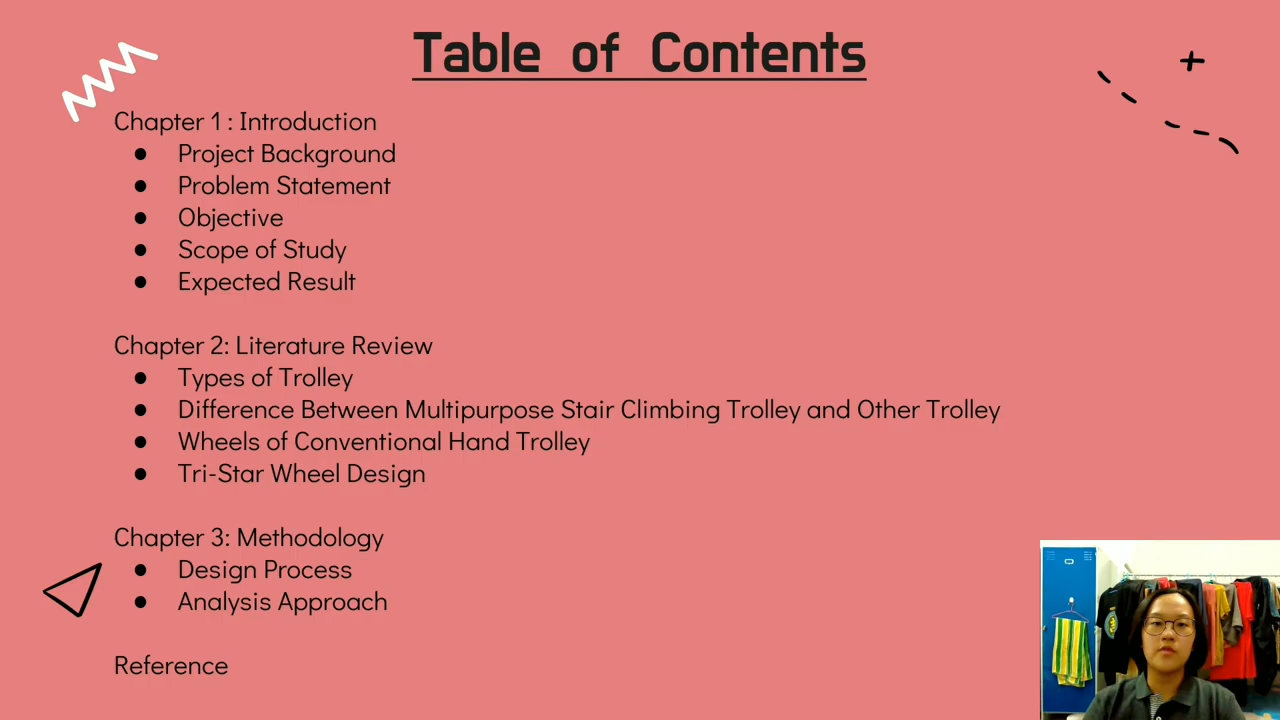 Table of Contents
Chapter 1 : Introduction
● Project Background
● Problem Statement
● Objective
● Scope of Study
● Expected Result
Chapter 2: Literature Review
● Types of Trolley
● Difference Between Multipurpose Stair Climbing Trolley and Other Trolley
● Wheels of Conventional Hand Trolley
● Tri-Star Wheel Design
Chapter 3: Methodology
● Design Process
● Analysis Approach
Reference